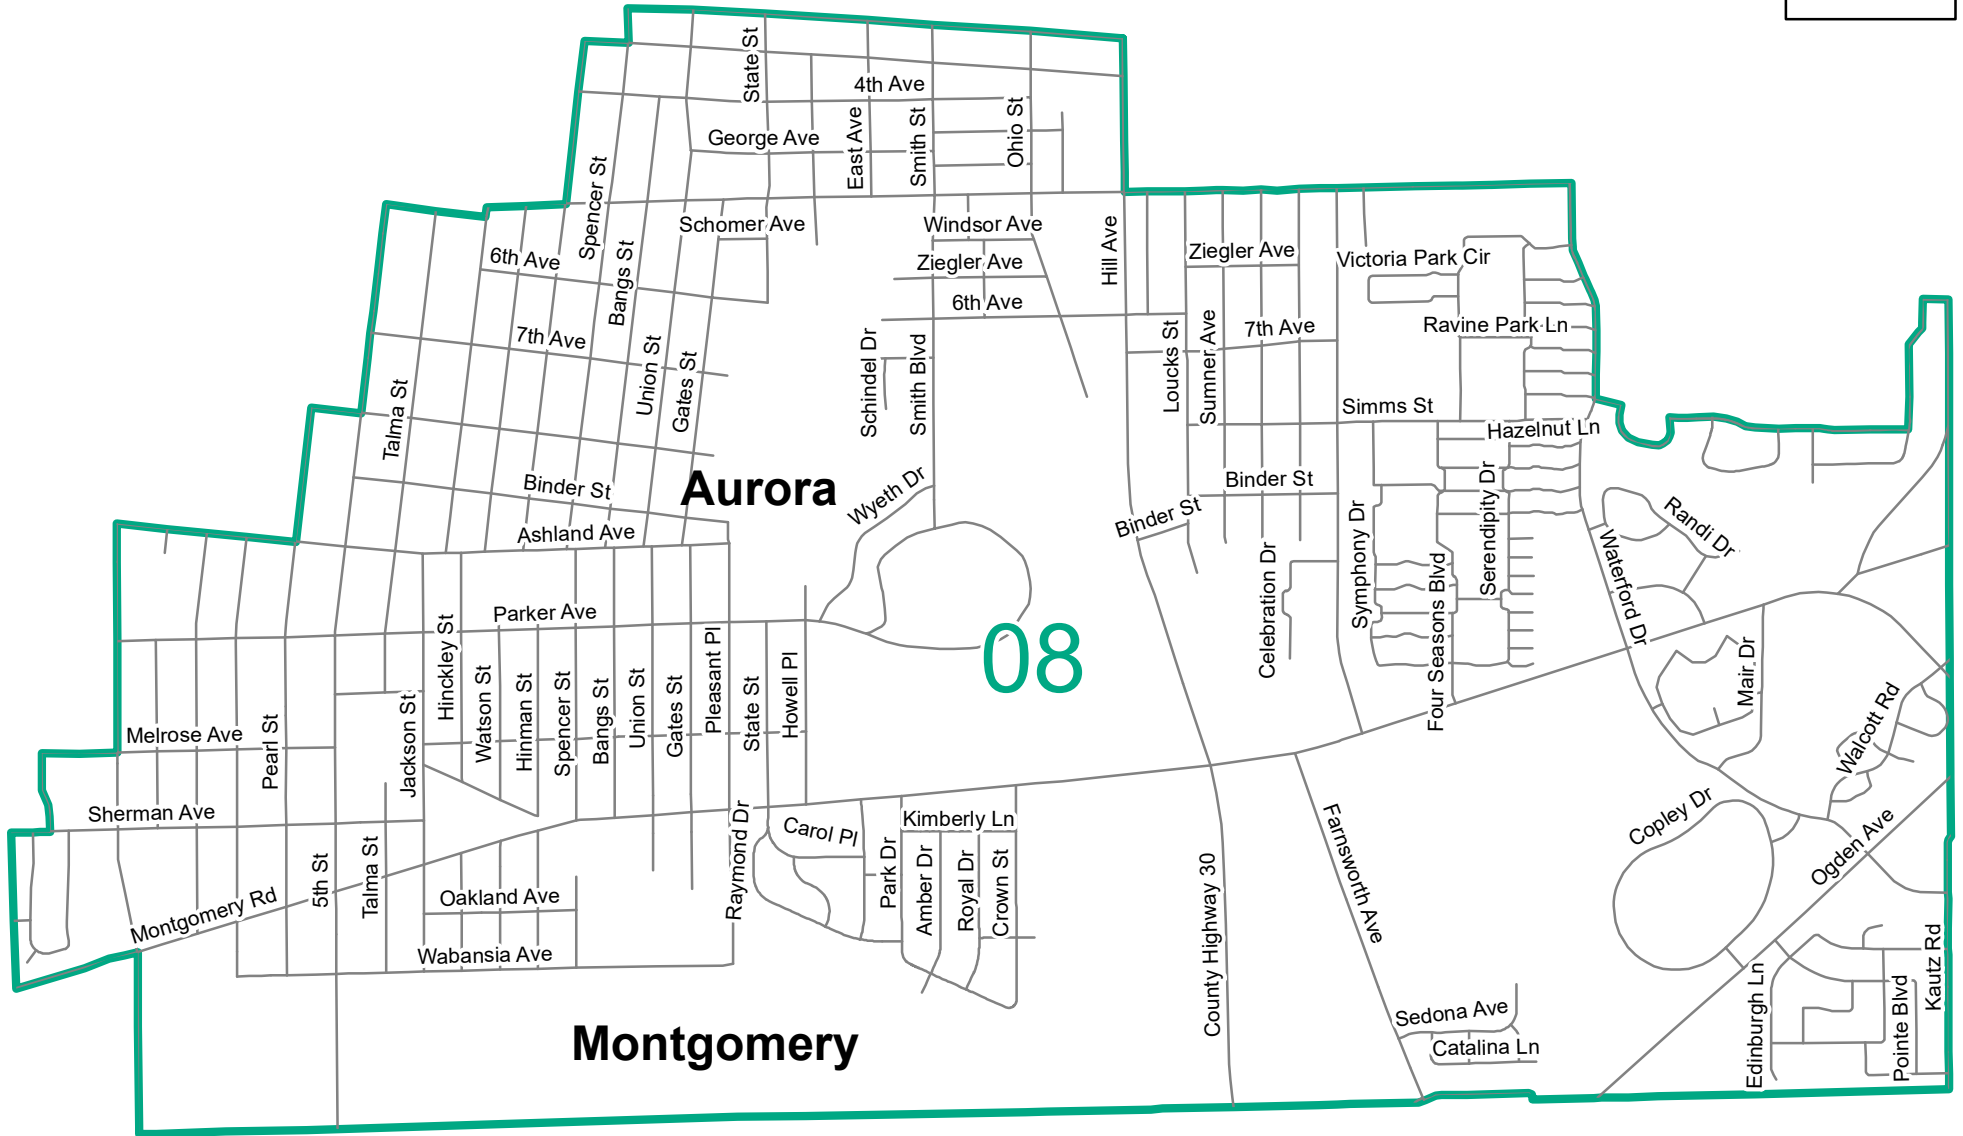 State St
4th Ave
George Ave
East Ave
Smith St
Ohio St
Spencer St
Schomer Ave
Windsor Ave
Hill Ave
Ziegler Ave
Victoria Park Cir
6th Ave
Bangs St
Ziegler Ave
6th Ave
7th Ave
Ravine Park Ln
7th Ave
Union St
Gates St
Schindel Dr
Smith Blvd
Loucks St
Sumner Ave
Talma St
Simms St
Hazelnut Ln
Binder St
Aurora
Wyeth Dr
Binder St
Serendipity Dr
Ashland Ave
Binder St
Randi Dr
Symphony Dr
Waterford Dr
Celebration Dr
Four Seasons Blvd
Parker Ave
08
Hinckley St
Watson St
Hinman St
Spencer St
Bangs St
Union St
Gates St
Pleasant Pl
State St
Howell Pl
Mair Dr
Melrose Ave
Pearl St
Jackson St
Walcott Rd
Sherman Ave
Raymond Dr
Carol Pl
Kimberly Ln
Farnsworth Ave
Copley Dr
Ogden Ave
5th St
Talma St
Park Dr
Amber Dr
Royal Dr
Crown St
County Highway 30
Montgomery Rd
Oakland Ave
Wabansia Ave
Kautz Rd
Edinburgh Ln
Pointe Blvd
Sedona Ave
Catalina Ln
Montgomery